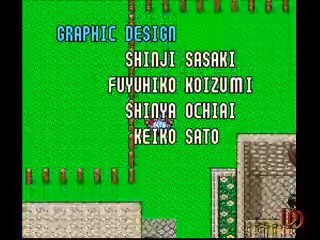 GRAPHIC DESIGN
SHINJI SASAKI
FUYUHIKO KOIZUMI
SHINYA OCHIAI
KEIKO SATO